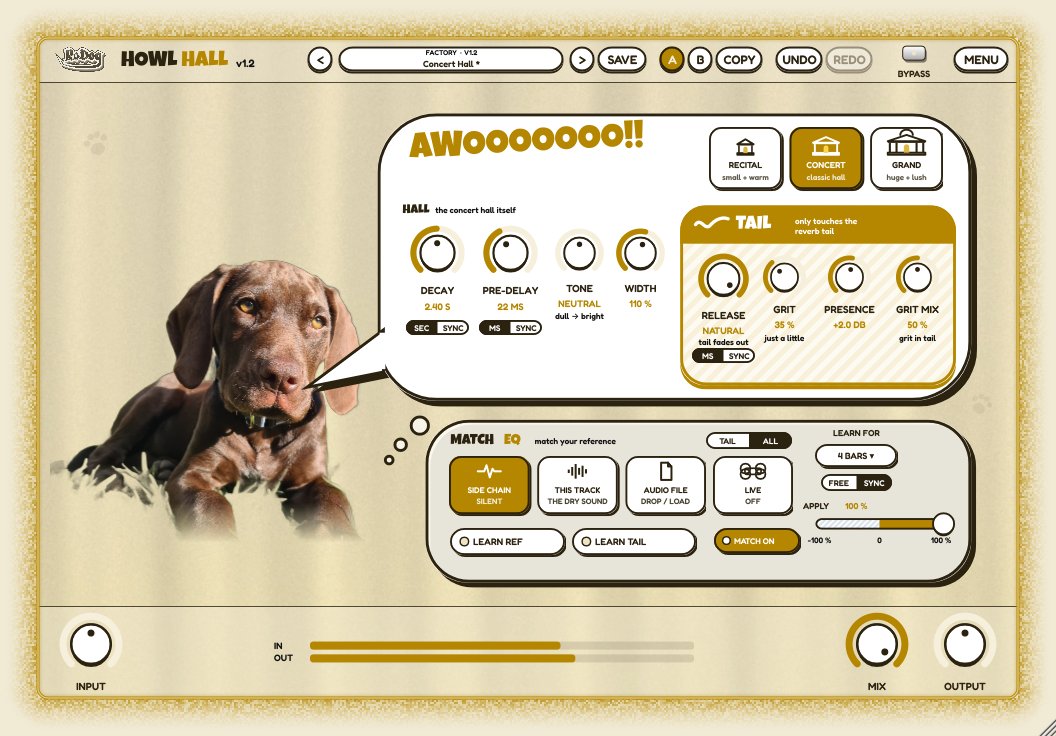 RaDog
HOWL HALL v1.2
<
FACTORY · V1.2
Concert Hall *
>
SAVE
A
B
COPY
UNDO
REDO
BYPASS
MENU
AWOOOOOOO!!
RECITAL
small + warm
CONCERT
classic hall
GRAND
huge + lush
HALL the concert hall itself
DECAY
2.40 S
SEC SYNC
PRE-DELAY
22 MS
MS SYNC
TONE
NEUTRAL
dull → bright
WIDTH
110 %
TAIL
only touches the
reverb tail
RELEASE
NATURAL
tail fades out
MS SYNC
GRIT
35 %
just a little
PRESENCE
+2.0 DB
GRIT MIX
50 %
grit in tail
MATCH EQ match your reference
TAIL ALL
SIDE CHAIN
SILENT
THIS TRACK
THE DRY SOUND
AUDIO FILE
DROP / LOAD
LIVE
OFF
LEARN REF
LEARN TAIL
MATCH ON
LEARN FOR
4 BARS ▾
FREE SYNC
APPLY 100 %
-100 % 0 100 %
INPUT
IN
OUT
MIX
OUTPUT